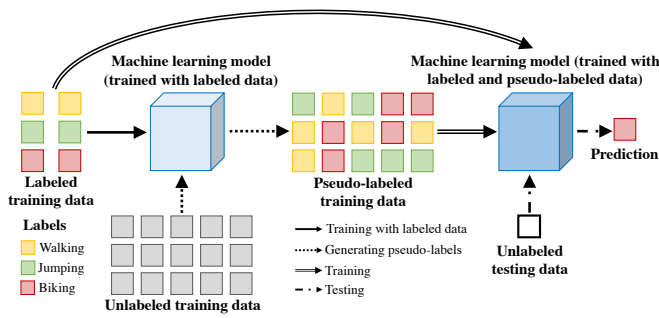 Machine learning model
(trained with labeled data)
Machine learning model (trained with
labeled and pseudo-labeled data)
Labeled
training data
Pseudo-labeled
training data
Prediction
Labels
Walking
Jumping
Biking
Unlabeled training data
Training with labeled data
Generating pseudo-labels
Training
Testing
Unlabeled
testing data